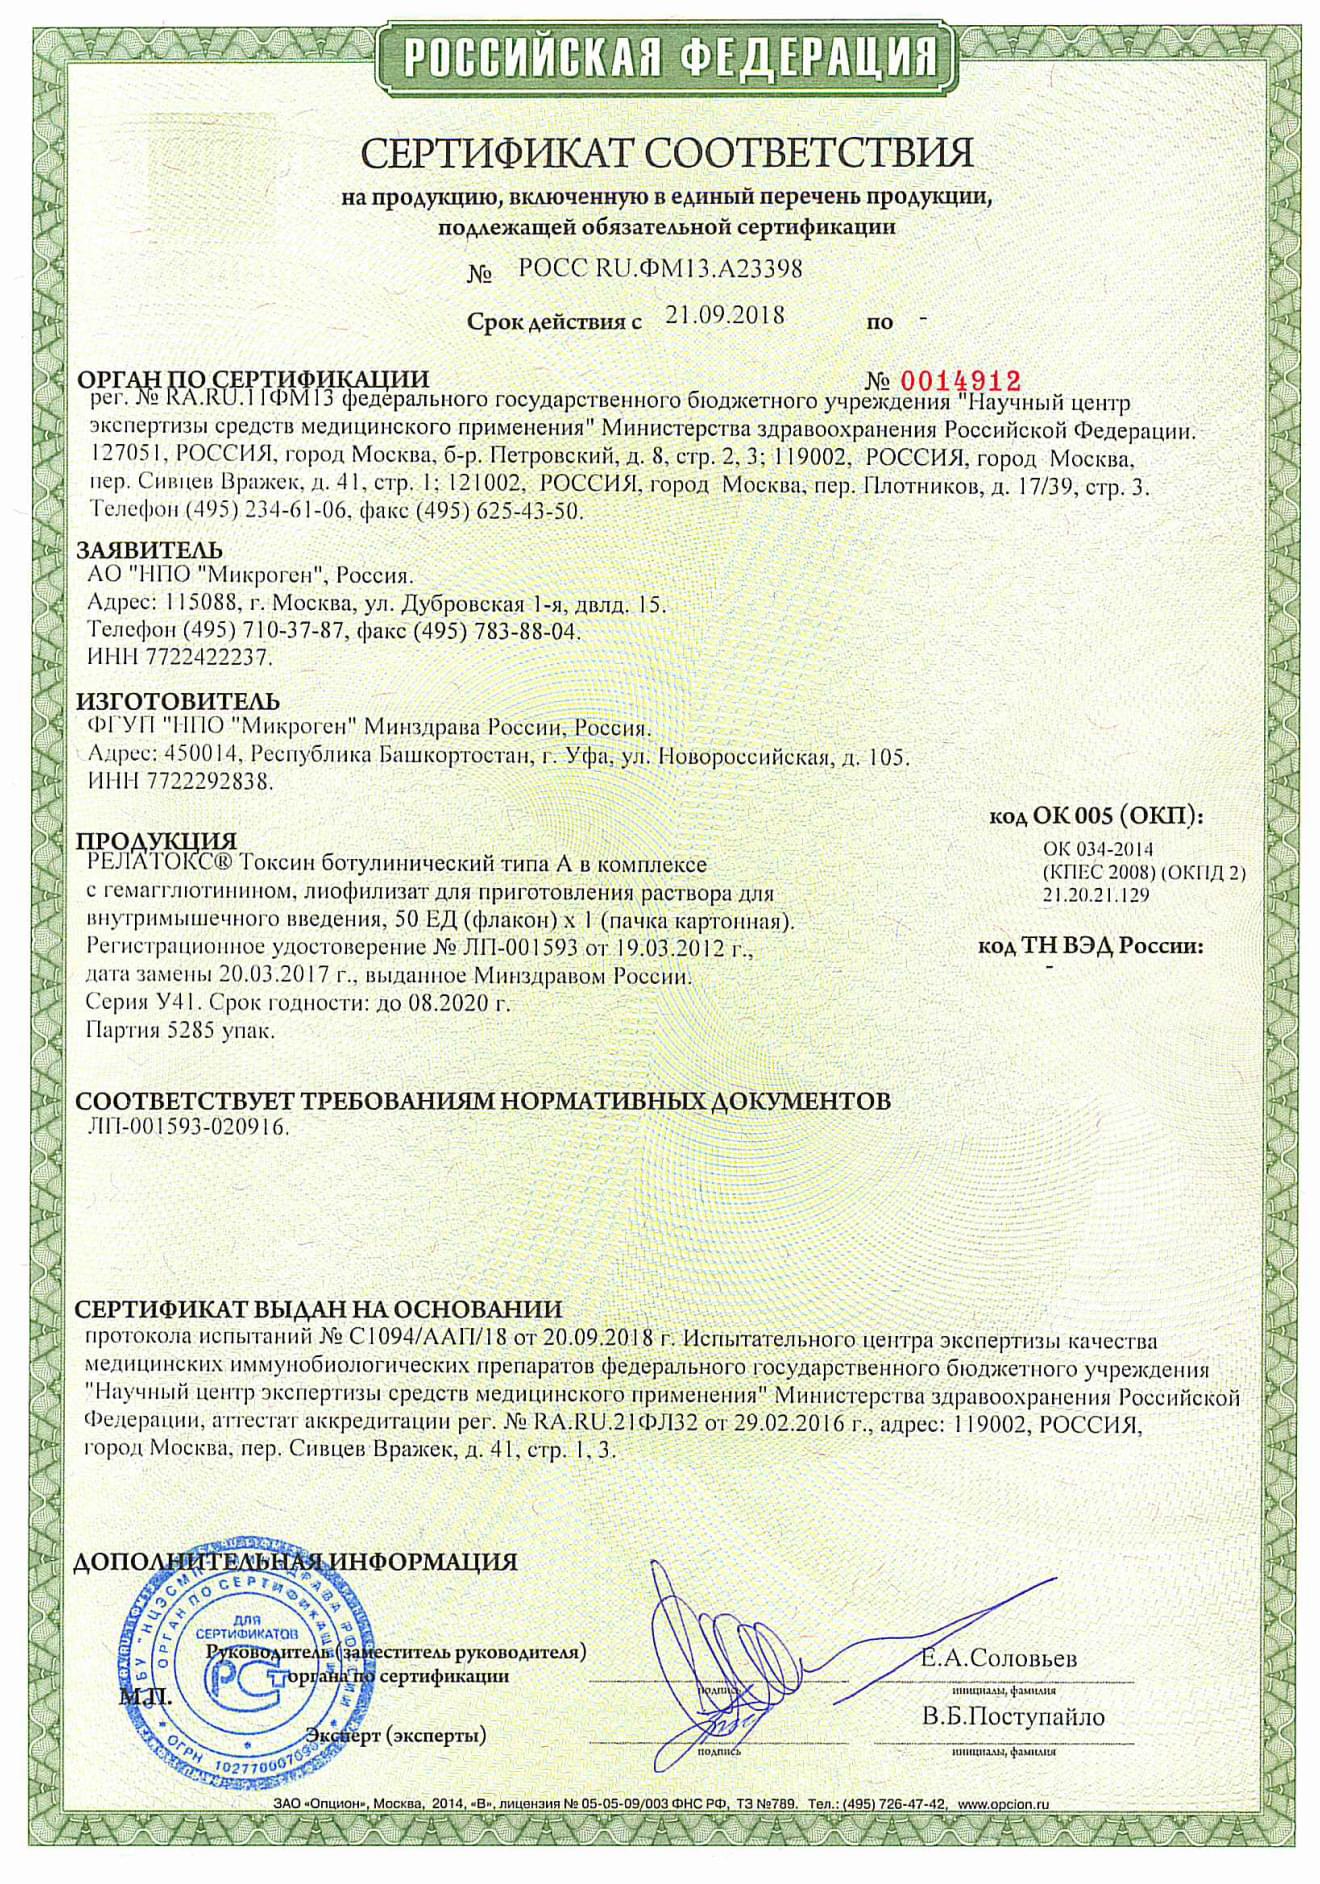 РОССИЙСКАЯ ФЕДЕРАЦИЯ
СЕРТИФИКАТ СООТВЕТСТВИЯ
на продукцию, включенную в единый перечень продукции,
подлежащей обязательной сертификации
№ РОСС RU.ФМ13.А23398
Срок действия с 21.09.2018 по -
ОРГАН ПО СЕРТИФИКАЦИИ № 0014912
рег. № RA.RU.11ФМ13 федерального государственного бюджетного учреждения "Научный центр
экспертизы средств медицинского применения" Министерства здравоохранения Российской Федерации.
127051, РОССИЯ, город Москва, б-р. Петровский, д. 8, стр. 2, 3; 119002, РОССИЯ, город Москва,
пер. Сивцев Вражек, д. 41, стр. 1; 121002, РОССИЯ, город Москва, пер. Плотников, д. 17/39, стр. 3.
Телефон (495) 234-61-06, факс (495) 625-43-50.
ЗАЯВИТЕЛЬ
АО "НПО "Микроген", Россия.
Адрес: 115088, г. Москва, ул. Дубровская 1-я, двлд. 15.
Телефон (495) 710-37-87, факс (495) 783-88-04.
ИНН 7722422237.
ИЗГОТОВИТЕЛЬ
ФГУП "НПО "Микроген" Минздрава России, Россия.
Адрес: 450014, Республика Башкортостан, г. Уфа, ул. Новороссийская, д. 105.
ИНН 7722292838.
код ОК 005 (ОКП):
ОК 034-2014
(КПЕС 2008) (ОКПД 2)
21.20.21.129
код ТН ВЭД России:
-
ПРОДУКЦИЯ
РЕЛАТОКС® Токсин ботулинический типа А в комплексе
с гемагглютинином, лиофилизат для приготовления раствора для
внутримышечного введения, 50 ЕД (флакон) x 1 (пачка картонная).
Регистрационное удостоверение № ЛП-001593 от 19.03.2012 г.,
дата замены 20.03.2017 г., выданное Минздравом России.
Серия У41. Срок годности: до 08.2020 г.
Партия 5285 упак.
СООТВЕТСТВУЕТ ТРЕБОВАНИЯМ НОРМАТИВНЫХ ДОКУМЕНТОВ
ЛП-001593-020916.
СЕРТИФИКАТ ВЫДАН НА ОСНОВАНИИ
протокола испытаний № С1094/ААП/18 от 20.09.2018 г. Испытательного центра экспертизы качества
медицинских иммунобиологических препаратов федерального государственного бюджетного учреждения
"Научный центр экспертизы средств медицинского применения" Министерства здравоохранения Российской
Федерации, аттестат аккредитации рег. № RA.RU.21ФЛ32 от 29.02.2016 г., адрес: 119002, РОССИЯ,
город Москва, пер. Сивцев Вражек, д. 41, стр. 1, 3.
ДОПОЛНИТЕЛЬНАЯ ИНФОРМАЦИЯ
ОРГАН ПО СЕРТИФИКАЦИИ
ДЛЯ
СЕРТИФИКАТОВ
Руководитель (заместитель руководителя)
органа по сертификации
М.П.
подпись
Е.А.Соловьев
инициалы, фамилия
Эксперт (эксперты)
подпись
В.Б.Поступайло
инициалы, фамилия
ЗАО «Опцион», Москва, 2014, «В», лицензия № 05-05-09/003 ФНС РФ, ТЗ №789. Тел.: (495) 726-47-42, www.opcion.ru